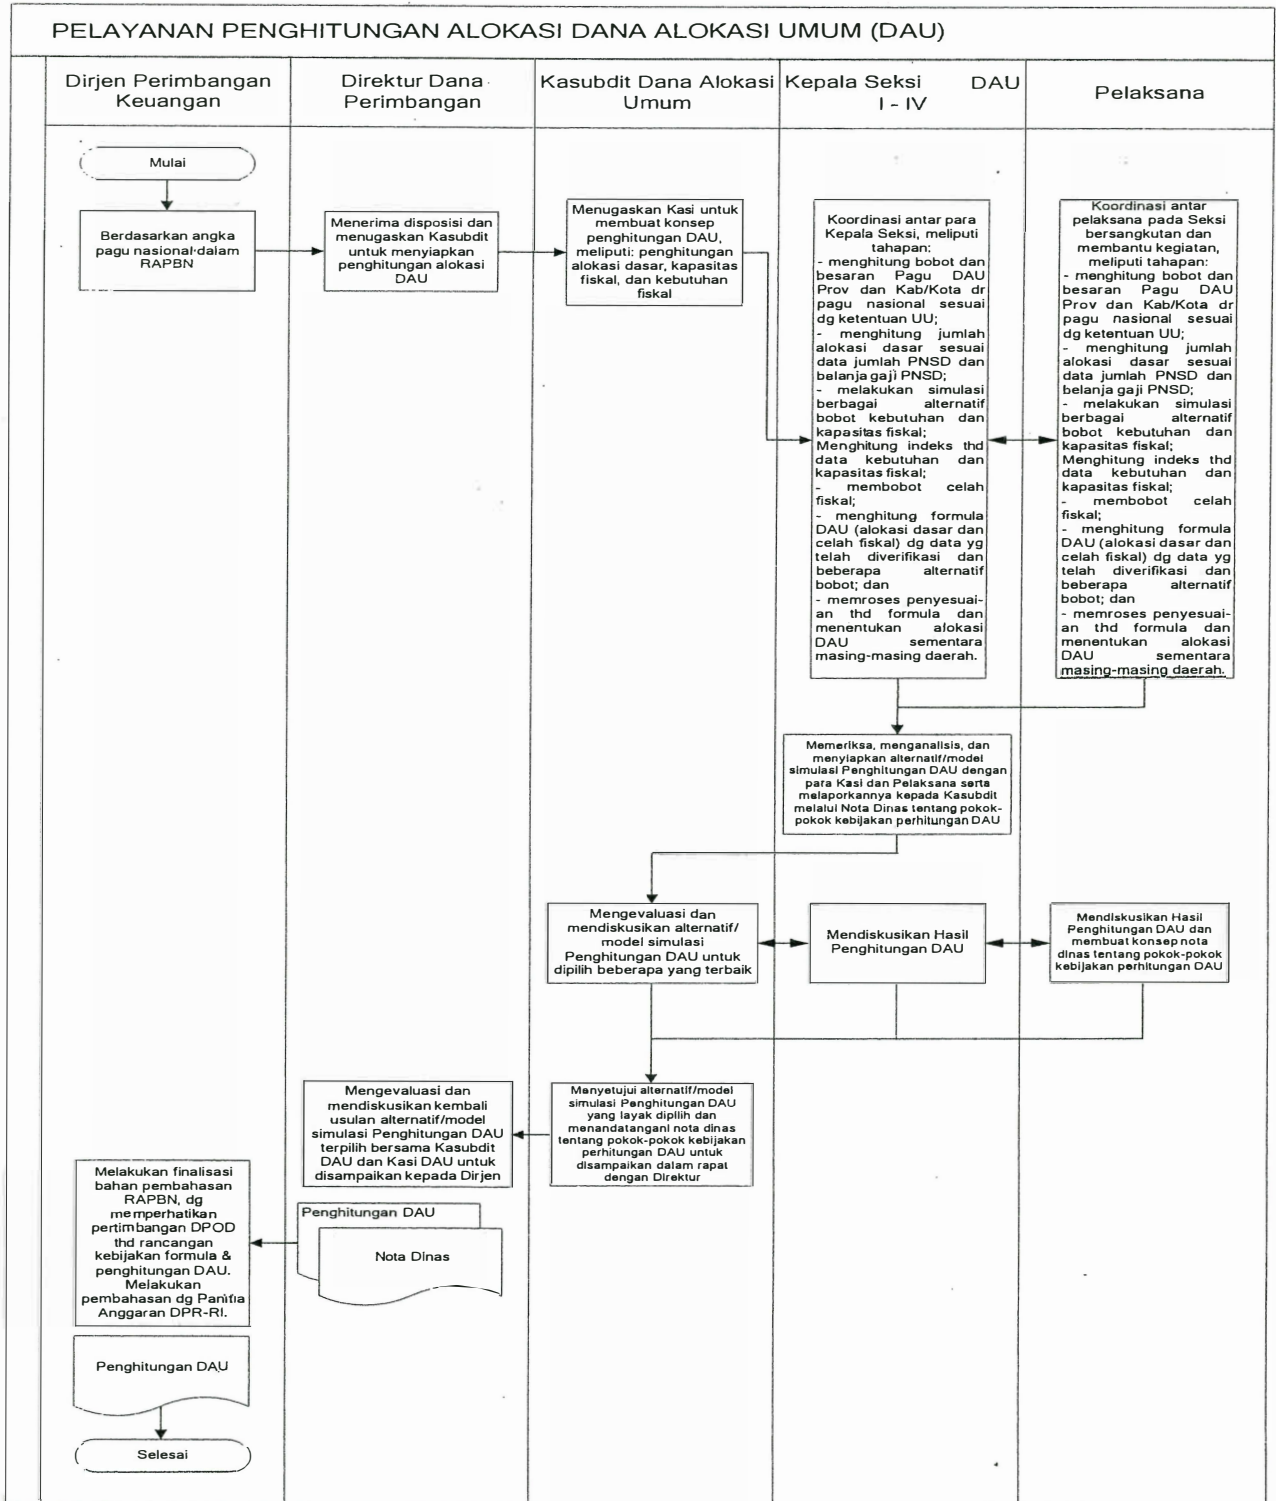 PELAYANAN PENGHITUNGAN ALOKASI DANA ALOKASI UMUM (DAU)
Dirjen Perimbangan
Keuangan
Direktur Dana
Perimbangan
Kasubdit Dana Alokasi
Umum
Kepala Seksi DAU
I - IV
Pelaksana
Mulai
Berdasarkan angka
pagu nasional dalam
RAPBN
Menerima disposisi dan
menugaskan Kasubdit
untuk menyiapkan
penghitungan alokasi
DAU
Menugaskan Kasi untuk
membuat konsep
penghitungan DAU,
meliputi: penghitungan
alokasi dasar, kapasitas
fiskal, dan kebutuhan
fiskal
Koordinasi antar para
Kepala Seksi, meliputi
tahapan:
- menghitung bobot dan
besaran Pagu DAU
Prov dan Kab/Kota dr
pagu nasional sesuai
dg ketentuan UU;
- menghitung jumlah
alokasi dasar sesuai
data jumlah PNSD dan
belanja gaji PNSD;
- melakukan simulasi
berbagai alternatif
bobot kebutuhan dan
kapasitas fiskal;
Menghitung indeks thd
data kebutuhan dan
kapasitas fiskal;
- membobot celah
fiskal;
- menghitung formula
DAU (alokasi dasar dan
celah fiskal) dg data yg
telah diverifikasi dan
beberapa alternatif
bobot; dan
- memroses penyesuai-
an thd formula dan
menentukan alokasi
DAU sementara
masing-masing daerah.
Koordinasi antar
pelaksana pada Seksi
bersangkutan dan
membantu kegiatan,
meliputi tahapan:
- menghitung bobot dan
besaran Pagu DAU
Prov dan Kab/Kota dr
pagu nasional sesuai
dg ketentuan UU;
- menghitung jumlah
alokasi dasar sesuai
data jumlah PNSD dan
belanja gaji PNSD;
- melakukan simulasi
berbagai alternatif
bobot kebutuhan dan
kapasitas fiskal;
Menghitung indeks thd
data kebutuhan dan
kapasitas fiskal;
- membobot celah
fiskal;
- menghitung formula
DAU (alokasi dasar dan
celah fiskal) dg data yg
telah diverifikasi dan
beberapa alternatif
bobot; dan
- memroses penyesuai-
an thd formula dan
menentukan alokasi
DAU sementara
masing-masing daerah.
Memeriksa, menganalisis, dan
menyiapkan alternatif/model
simulasi Penghitungan DAU dengan
para Kasi dan Pelaksana serta
melaporkannya kepada Kasubdit
melalui Nota Dinas tentang pokok-
pokok kebijakan perhitungan DAU
Mengevaluasi dan
mendiskusikan alternatif/
model simulasi
Penghitungan DAU untuk
dipilih beberapa yang terbaik
Mendiskusikan Hasil
Penghitungan DAU
Mendiskusikan Hasil
Penghitungan DAU dan
membuat konsep nota
dinas tentang pokok-pokok
kebijakan perhitungan DAU
Mengevaluasi dan
mendiskusikan kembali
usulan alternatif/model
simulasi Penghitungan DAU
terpilih bersama Kasubdit
DAU dan Kasi DAU untuk
disampaikan kepada Dirjen
Menyetujui alternatif/model
simulasi Penghitungan DAU
yang layak dipilih dan
menandatangani nota dinas
tentang pokok-pokok kebijakan
perhitungan DAU untuk
disampaikan dalam rapat
dengan Direktur
Melakukan finalisasi
bahan pembahasan
RAPBN, dg
memperhatikan
pertimbangan DPOD
thd rancangan
kebijakan formula &
penghitungan DAU.
Melakukan
pembahasan dg Panitia
Anggaran DPR-RI.
Penghitungan DAU
Nota Dinas
Penghitungan DAU
Selesai